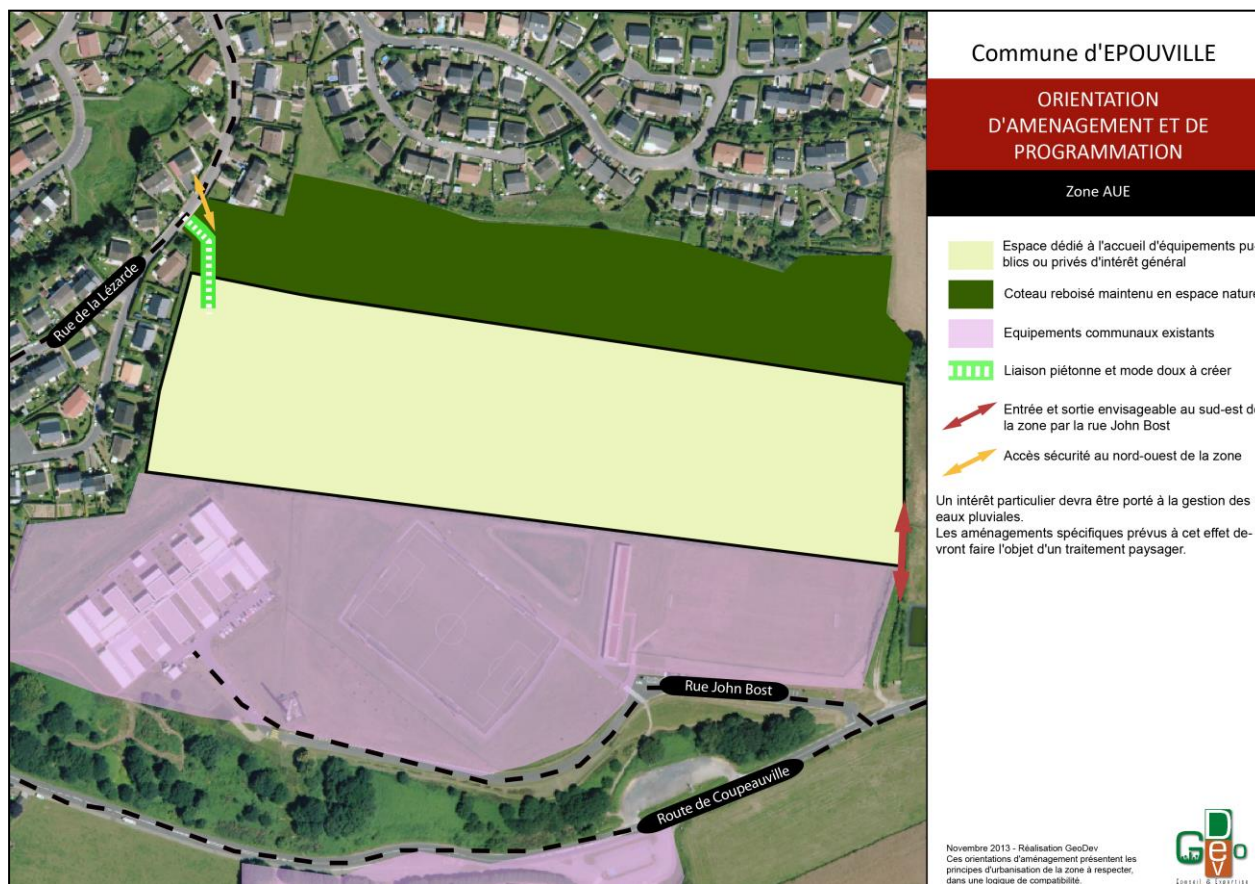 Commune d'EPOUVILLE
ORIENTATION
D'AMENAGEMENT ET DE
PROGRAMMATION
Zone AUE
Espace dédié à l'accueil d'équipements pu
blics ou privés d'intérêt général
Coteau reboisé maintenu en espace nature
Equipements communaux existants
Liaison piétonne et mode doux à créer
Entrée et sortie envisageable au sud-est de
la zone par la rue John Bost
Accès sécurité au nord-ouest de la zone
Un intérêt particulier devra être porté à la gestion des
eaux pluviales.
Les aménagements spécifiques prévus à cet effet de-
vront faire l'objet d'un traitement paysager.
Rue de la Lézarde
Rue John Bost
Route de Coupeauville
Novembre 2013 - Réalisation GeoDev
Ces orientations d'aménagement présentent les
principes d'urbanisation de la zone à respecter,
dans une logique de compatibilité.
GeoDev
Conseil & Expertise